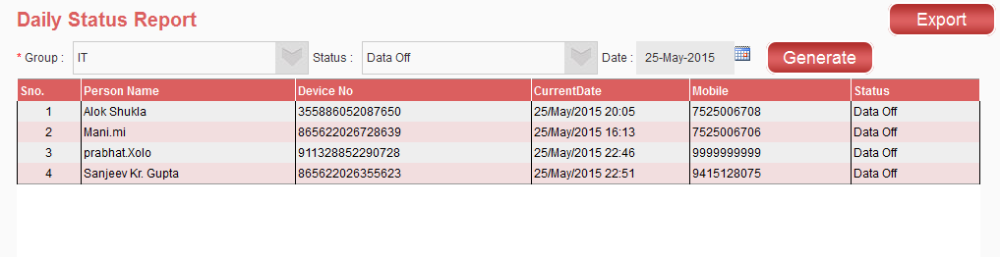 Daily Status Report
Export
* Group : IT Status : Data Off Date : 25-May-2015 Generate
Sno. Person Name Device No CurrentDate Mobile Status
1 Alok Shukla 355886052087650 25/May/2015 20:05 7525006708 Data Off
2 Mani.mi 865622026728639 25/May/2015 16:13 7525006706 Data Off
3 prabhat.Xolo 911328852290728 25/May/2015 22:46 9999999999 Data Off
4 Sanjeev Kr. Gupta 865622026355623 25/May/2015 22:51 9415128075 Data Off